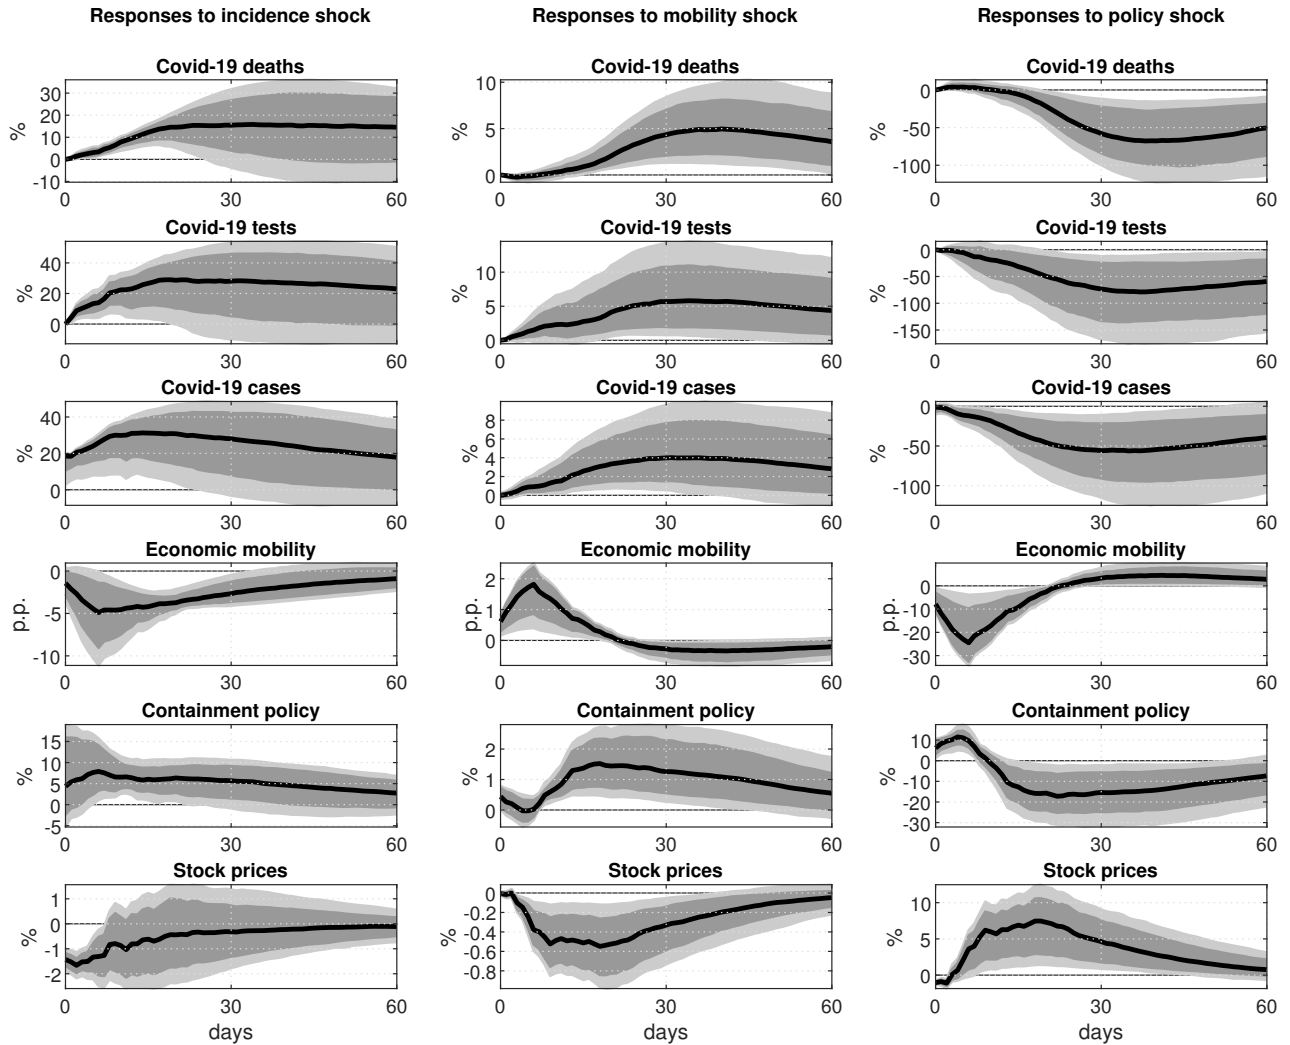 Responses to incidence shock Responses to mobility shock Responses to policy shock
Covid-19 deaths Covid-19 deaths Covid-19 deaths
% 30 20 10 0 -10 % 10 5 0 % 0 -50 -100
0 30 60 0 30 60 0 30 60
Covid-19 tests Covid-19 tests Covid-19 tests
% 40 20 0 % 10 5 0 % 0 -50 -100 -150
0 30 60 0 30 60 0 30 60
Covid-19 cases Covid-19 cases Covid-19 cases
% 40 20 0 % 8 6 4 2 0 % 0 -50 -100
0 30 60 0 30 60 0 30 60
Economic mobility Economic mobility Economic mobility
p.p. 0 -5 -10 p.p. 2 1 0 p.p. 0 -10 -20 -30
0 30 60 0 30 60 0 30 60
Containment policy Containment policy Containment policy
% 15 10 5 0 -5 % 2 1 0 % 10 0 -10 -20 -30
0 30 60 0 30 60 0 30 60
Stock prices Stock prices Stock prices
% 1 0 -1 -2 % 0 -0.2 -0.4 -0.6 -0.8 % 10 5 0
0 30 60 0 30 60 0 30 60
days days days